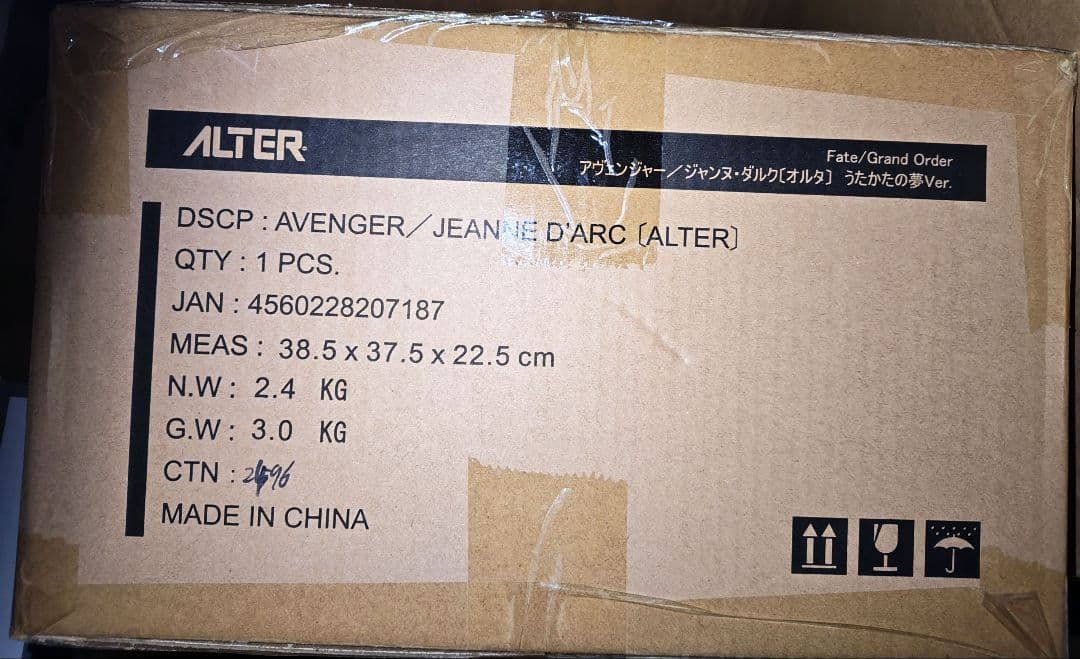 ALTER
Fate/Grand Order
アヴェンジャー／ジャンヌ・ダルク〔オルタ〕 うたかたの夢Ver.
DSCP : AVENGER／JEANNE D'ARC〔ALTER〕
QTY : 1 PCS.
JAN : 4560228207187
MEAS : 38.5 x 37.5 x 22.5 cm
N.W : 2.4 KG
G.W : 3.0 KG
CTN :
MADE IN CHINA